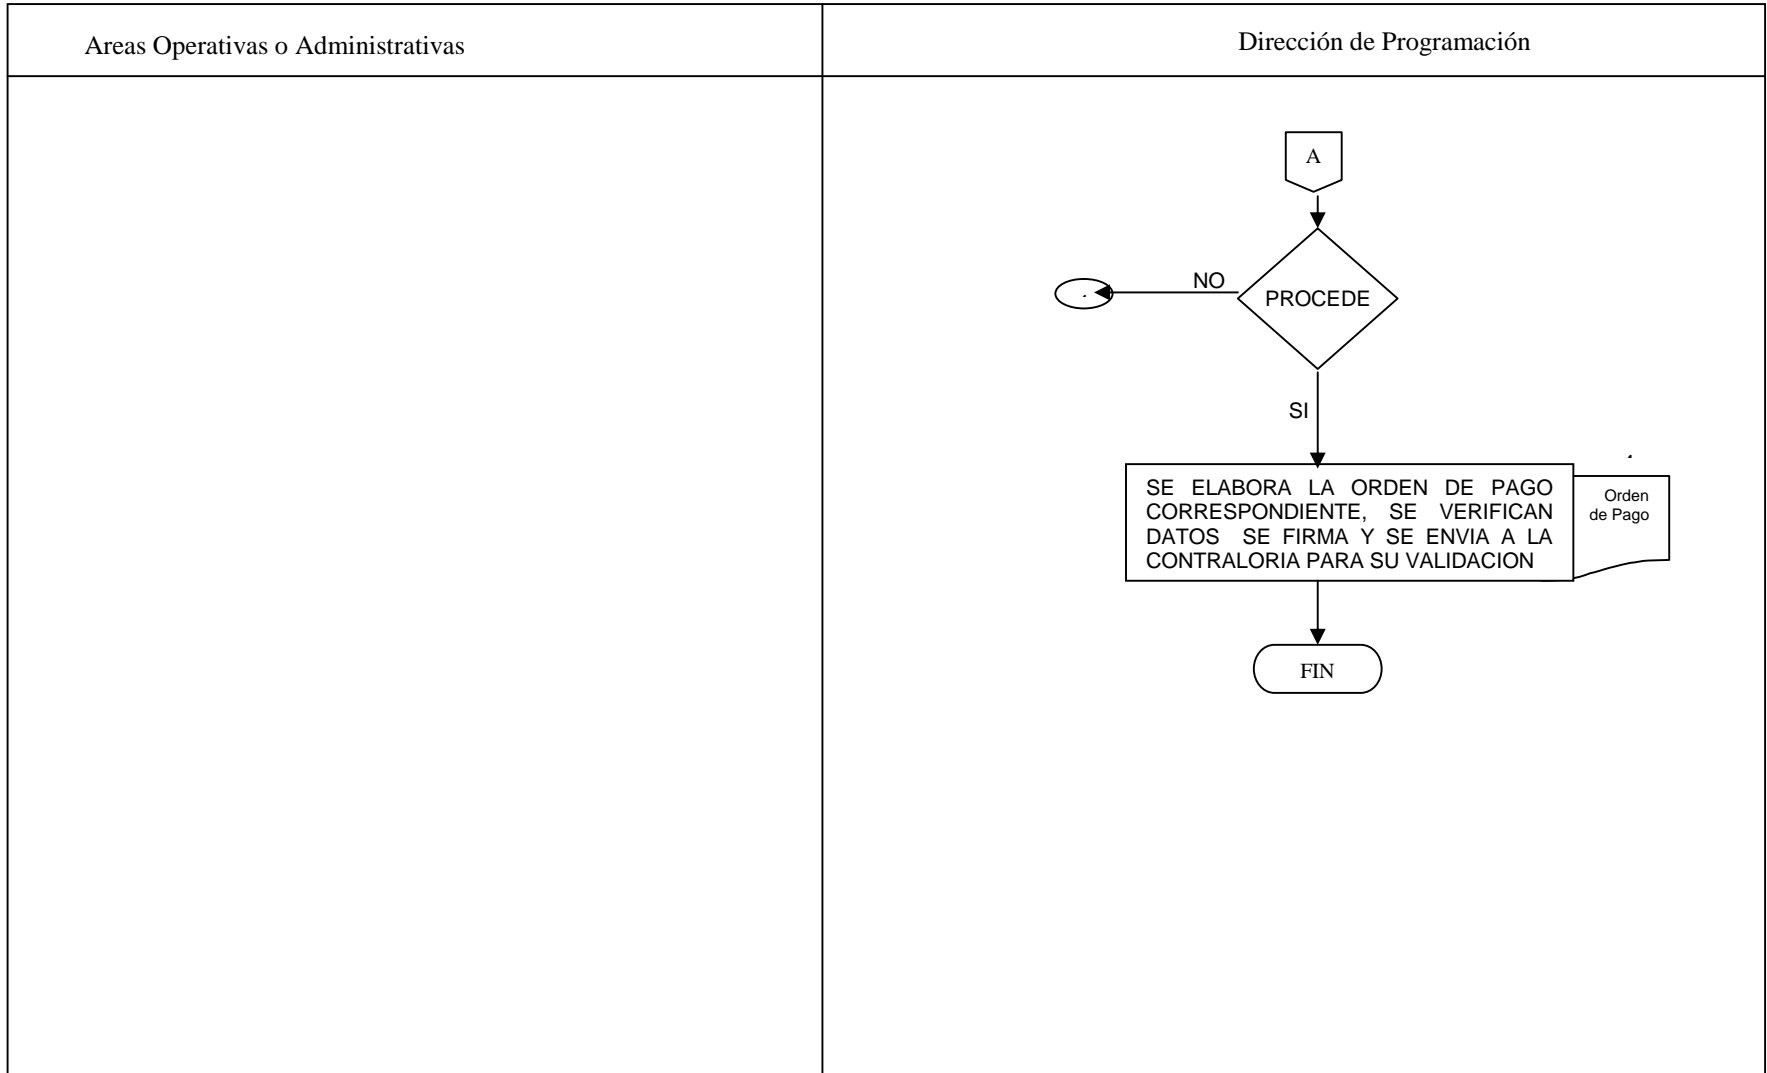 Areas Operativas o Administrativas
Dirección de Programación
A
NO
PROCEDE
SI
SE ELABORA LA ORDEN DE PAGO
CORRESPONDIENTE, SE VERIFICAN
DATOS SE FIRMA Y SE ENVIA A LA
CONTRALORIA PARA SU VALIDACION
Orden
de Pago
FIN